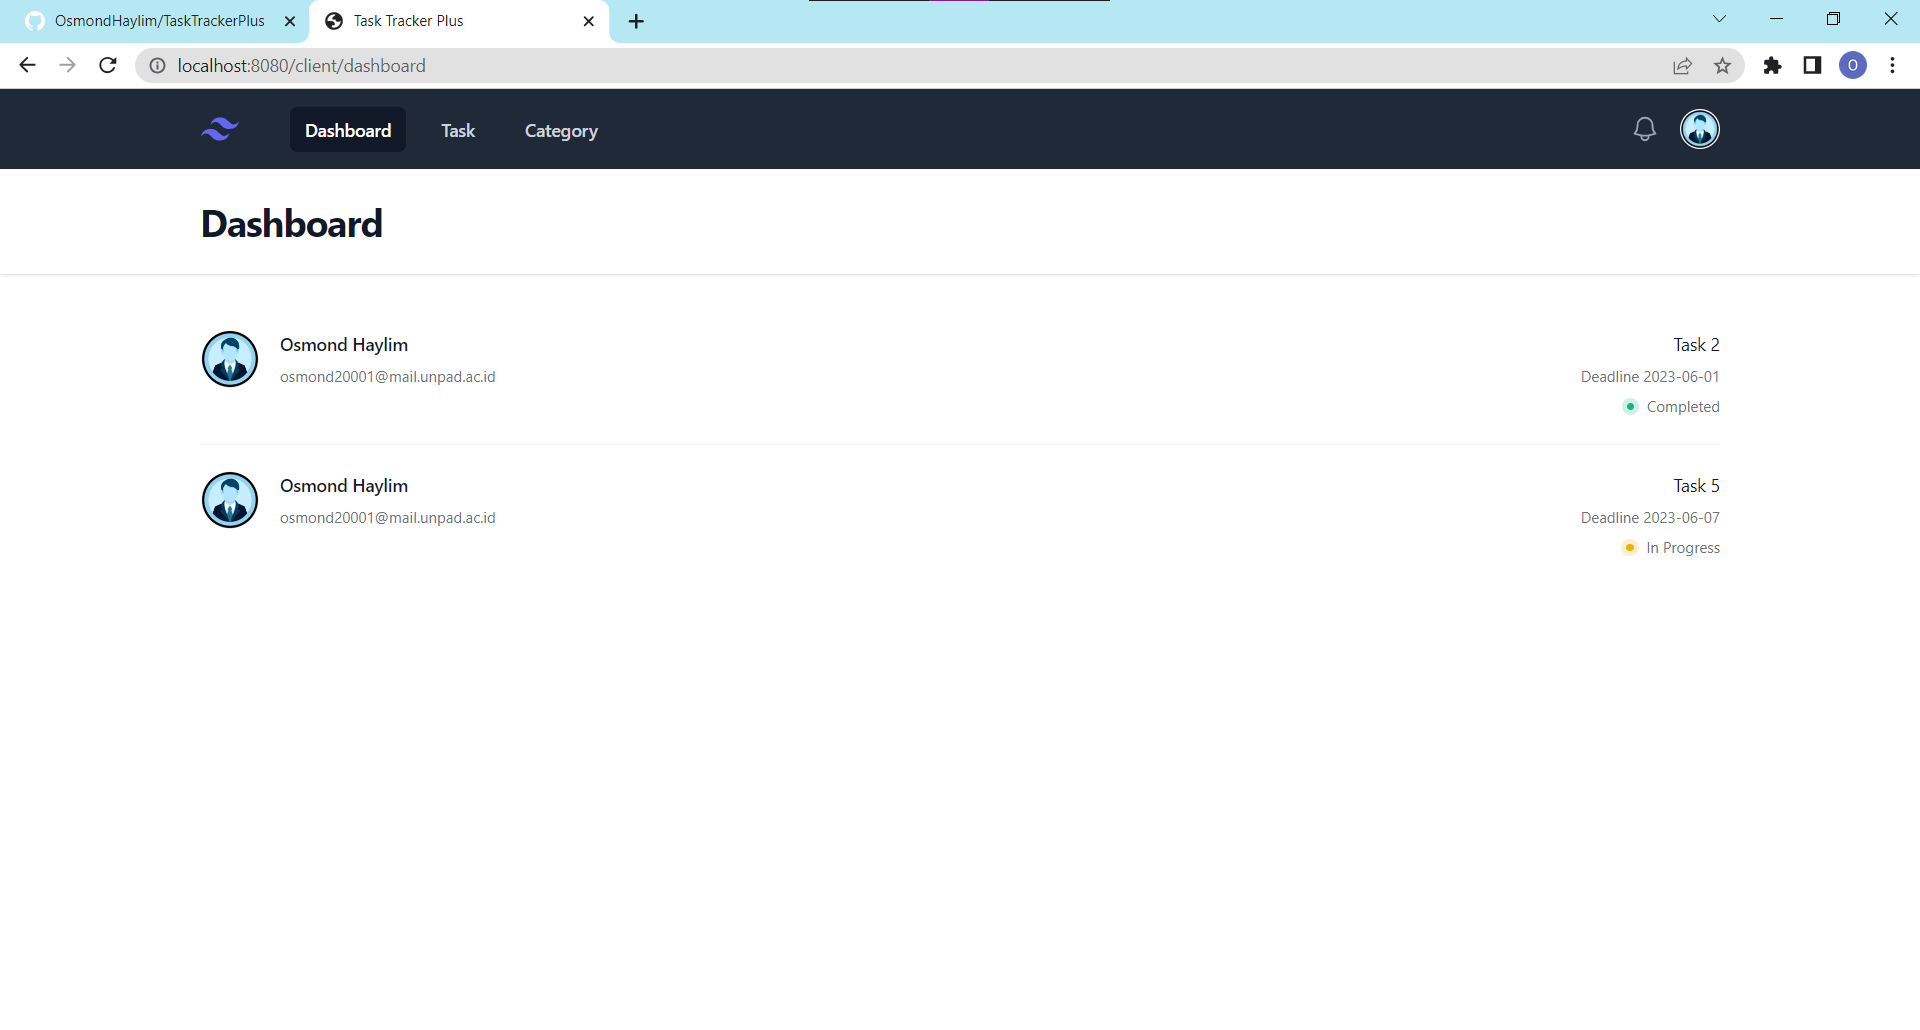 OsmondHaylim/TaskTrackerPlus
Task Tracker Plus
localhost:8080/client/dashboard
O
Dashboard Task Category
Dashboard
Osmond Haylim
osmond20001@mail.unpad.ac.id
Task 2
Deadline 2023-06-01
Completed
Osmond Haylim
osmond20001@mail.unpad.ac.id
Task 5
Deadline 2023-06-07
In Progress